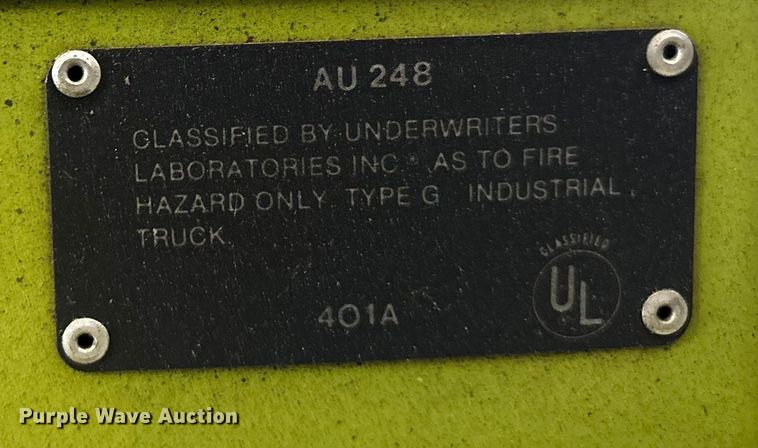 AU 248
CLASSIFIED BY UNDERWRITERS
LABORATORIES INC.® AS TO FIRE
HAZARD ONLY TYPE G INDUSTRIAL
TRUCK
CLASSIFIED
UL
401A
Purple Wave Auction